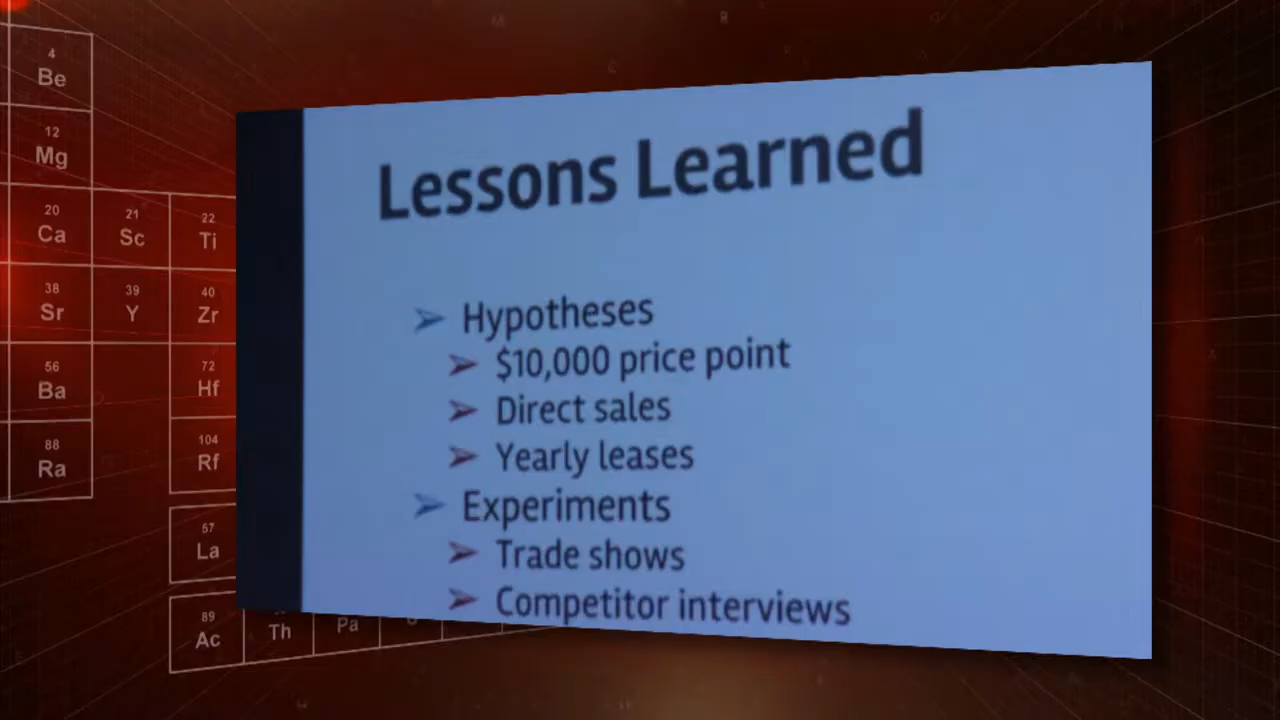 Lessons Learned
Hypotheses
$10,000 price point
Direct sales
Yearly leases
Experiments
Trade shows
Competitor interviews
4
Be
12
Mg
20
Ca
21
Sc
22
Ti
38
Sr
39
Y
40
Zr
56
Ba
72
Hf
88
Ra
104
Rf
57
La
89
Ac
Th
Pa